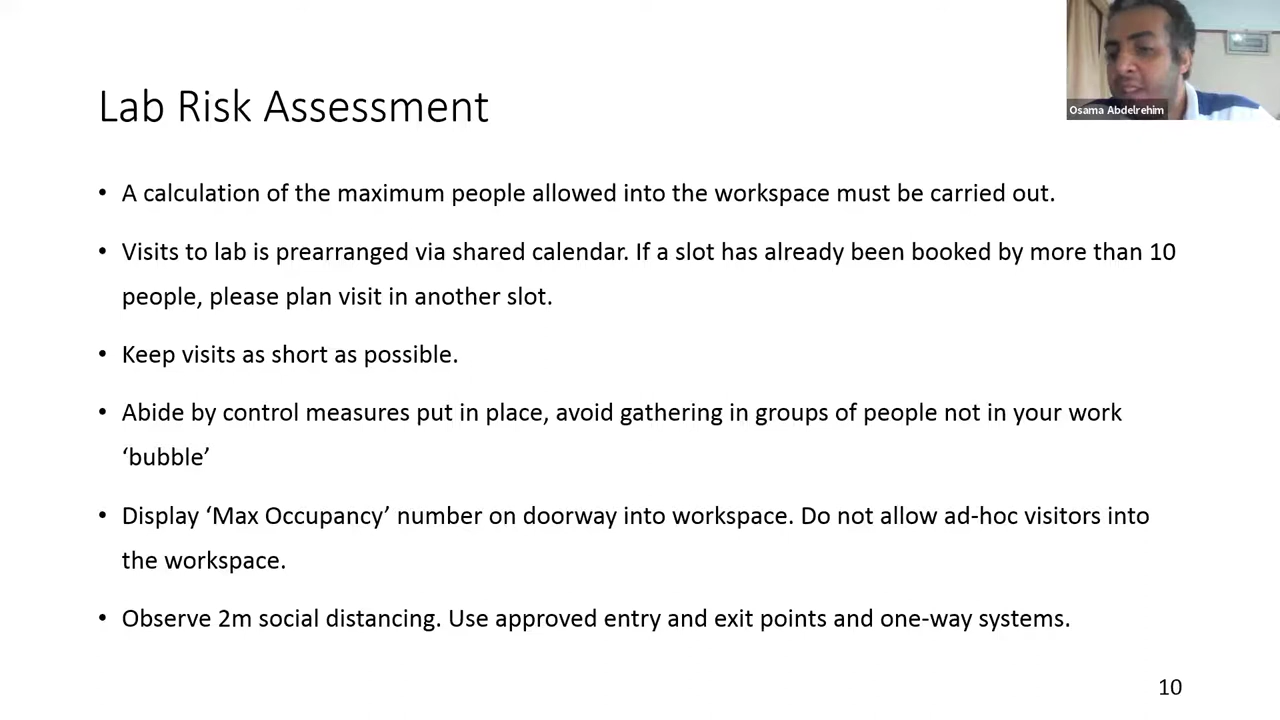 Osama Abdelrehim
Lab Risk Assessment
• A calculation of the maximum people allowed into the workspace must be carried out.
• Visits to lab is prearranged via shared calendar. If a slot has already been booked by more than 10
people, please plan visit in another slot.
• Keep visits as short as possible.
• Abide by control measures put in place, avoid gathering in groups of people not in your work
‘bubble’
• Display ‘Max Occupancy’ number on doorway into workspace. Do not allow ad-hoc visitors into
the workspace.
• Observe 2m social distancing. Use approved entry and exit points and one-way systems.
10